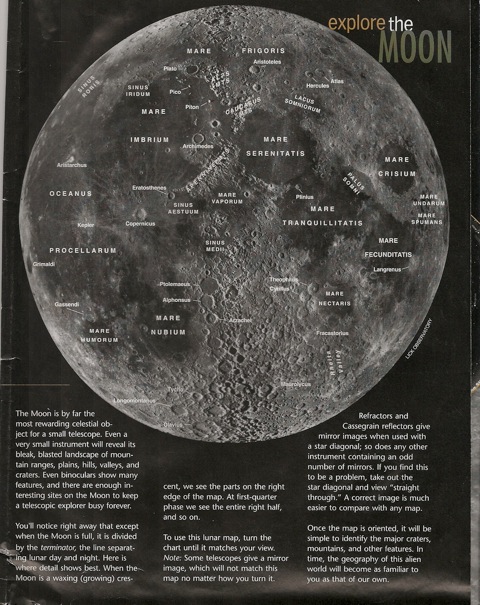 explore the
MOON
MARE FRIGORIS
Plato
Aristoteles
ALPS
MTS
SINUS
RORIS
SINUS
IRIDUM
Pico
Atlas
Hercules
LACUS
SOMNIORUM
Piton
CAUCASUS
MTS
MARE
IMBRIUM
Archimedes
MARE
SERENITATIS
MARE
CRISIUM
Aristarchus
PALUS
SOMNI
Eratosthenes
OCEANUS
SINUS
AESTUUM
MARE
VAPORUM
Plinius
MARE
TRANQUILLITATIS
MARE
UNDARUM
MARE
SPUMANS
Kepler
Copernicus
SINUS
MEDII
PROCELLARUM
MARE
FECUNDITATIS
Grimaldi
Langrenus
Ptolemaeus
Theophilus
Cyrillus
Alphonsus
MARE
NECTARIS
Gassendi
MARE
NUBIUM
Arzachel
MARE
HUMORUM
Fracastorius
LICK OBSERVATORY
Rheita
Valley
Tycho
Maurolycus
Longomontanus
Clavius
The Moon is by far the
most rewarding celestial ob-
ject for a small telescope. Even a
very small instrument will reveal its
bleak, blasted landscape of moun-
tain ranges, plains, hills, valleys, and
craters. Even binoculars show many
features, and there are enough in-
teresting sites on the Moon to keep
a telescopic explorer busy forever.
You'll notice right away that except
when the Moon is full, it is divided
by the terminator, the line separat-
ing lunar day and night. Here is
where detail shows best. When the
Moon is a waxing (growing) cres-
cent, we see the parts on the right
edge of the map. At first-quarter
phase we see the entire right half,
and so on.
To use this lunar map, turn the
chart until it matches your view.
Note: Some telescopes give a mirror
image, which will not match this
map no matter how you turn it.
Refractors and
Cassegrain reflectors give
mirror images when used with
a star diagonal; so does any other
instrument containing an odd
number of mirrors. If you find this
to be a problem, take out the
star diagonal and view "straight
through." A correct image is much
easier to compare with any map.
Once the map is oriented, it will be
simple to identify the major craters,
mountains, and other features. In
time, the geography of this alien
world will become as familiar to
you as that of our own.